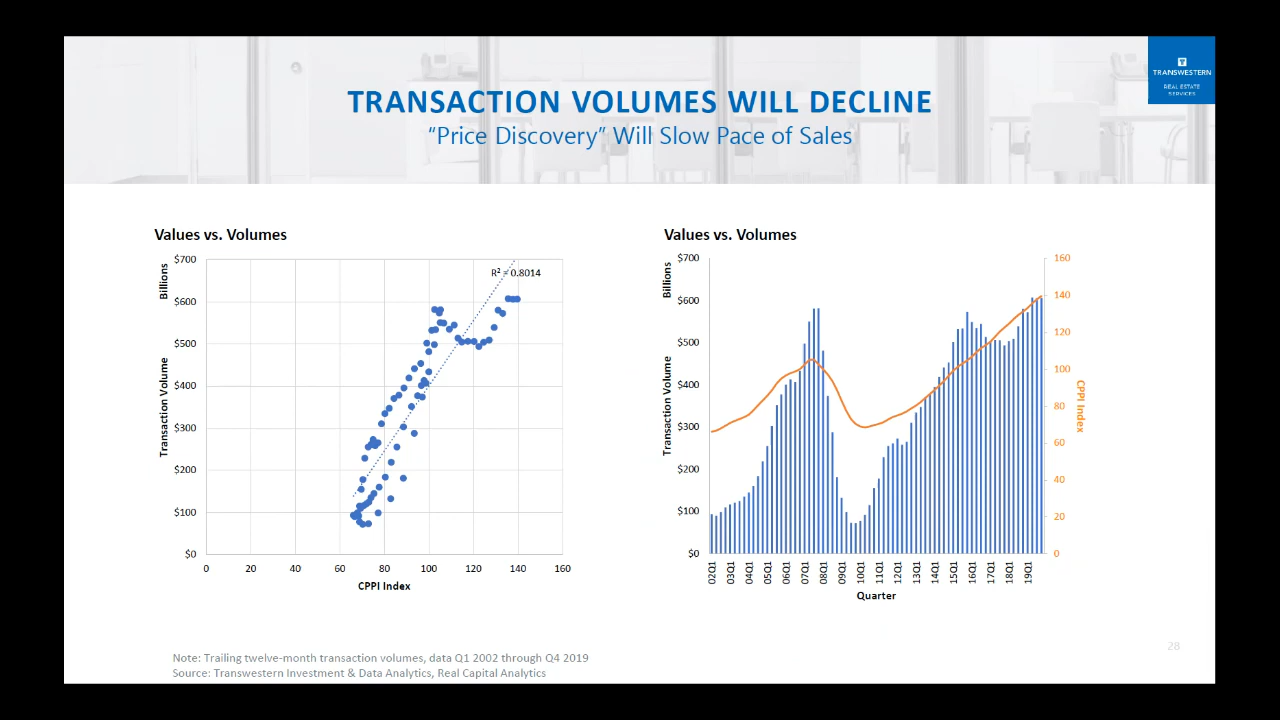 TRANSWESTERN
REAL ESTATE
SERVICES
TRANSACTION VOLUMES WILL DECLINE
“Price Discovery” Will Slow Pace of Sales
Values vs. Volumes
Billions
Transaction Volume
$700
$600
$500
$400
$300
$200
$100
$0
R² = 0.8014
0 20 40 60 80 100 120 140 160
CPPI Index
Values vs. Volumes
Billions
Transaction Volume
$700
$600
$500
$400
$300
$200
$100
$0
160
140
120
100
80
60
40
20
0
CPPI Index
02Q1 03Q1 04Q1 05Q1 06Q1 07Q1 08Q1 09Q1 10Q1 11Q1 12Q1 13Q1 14Q1 15Q1 16Q1 17Q1 18Q1 19Q1
Quarter
Note: Trailing twelve-month transaction volumes, data Q1 2002 through Q4 2019
Source: Transwestern Investment & Data Analytics, Real Capital Analytics
28